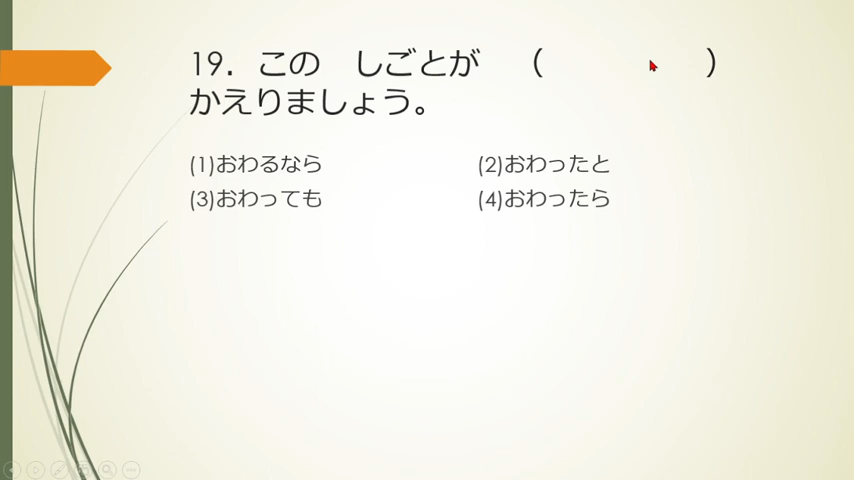 19. この　しごとが　（　　　　　）
かえりましょう。
(1)おわるなら　　　　　　(2)おわったと
(3)おわっても　　　　　　(4)おわったら